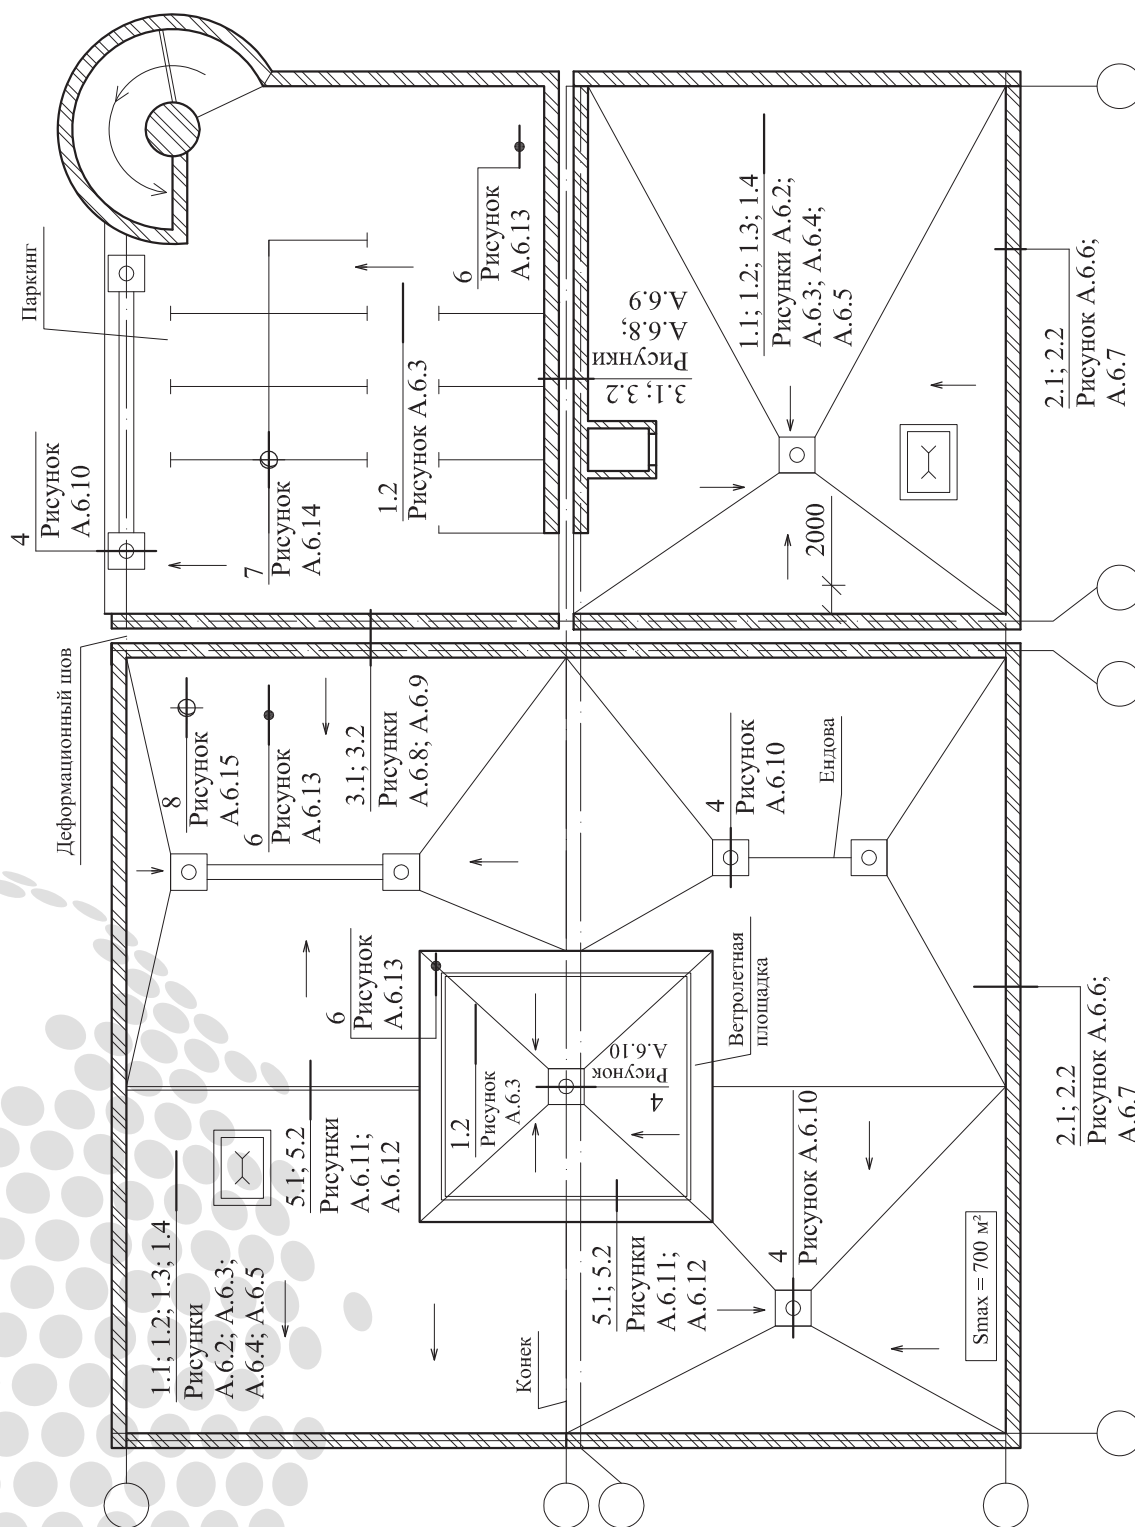 Паркинг
4
Рисунок
А.6.10
7
Рисунок
А.6.14
1.2
Рисунок А.6.3
6
Рисунок
А.6.13
3.1; 3.2
Рисунки
А.6.8;
А.6.9
1.1; 1.2; 1.3; 1.4
Рисунки А.6.2;
А.6.3; А.6.4;
А.6.5
2000
2.1; 2.2
Рисунок А.6.6;
А.6.7
Деформационный шов
8
Рисунок
А.6.15
6
Рисунок
А.6.13
3.1; 3.2
Рисунки
А.6.8; А.6.9
4
Рисунок
А.6.10
Ендова
6
Рисунок
А.6.13
Ветролетная
площадка
1.2
Рисунок
А.6.3
4
Рисунок
А.6.10
5.1; 5.2
Рисунки
А.6.11;
А.6.12
1.1; 1.2; 1.3; 1.4
Рисунки
А.6.2; А.6.3;
А.6.4; А.6.5
5.1; 5.2
Рисунки
А.6.11;
А.6.12
4
Рисунок А.6.10
Конек
Smax = 700 м²
2.1; 2.2
Рисунок А.6.6;
А.6.7